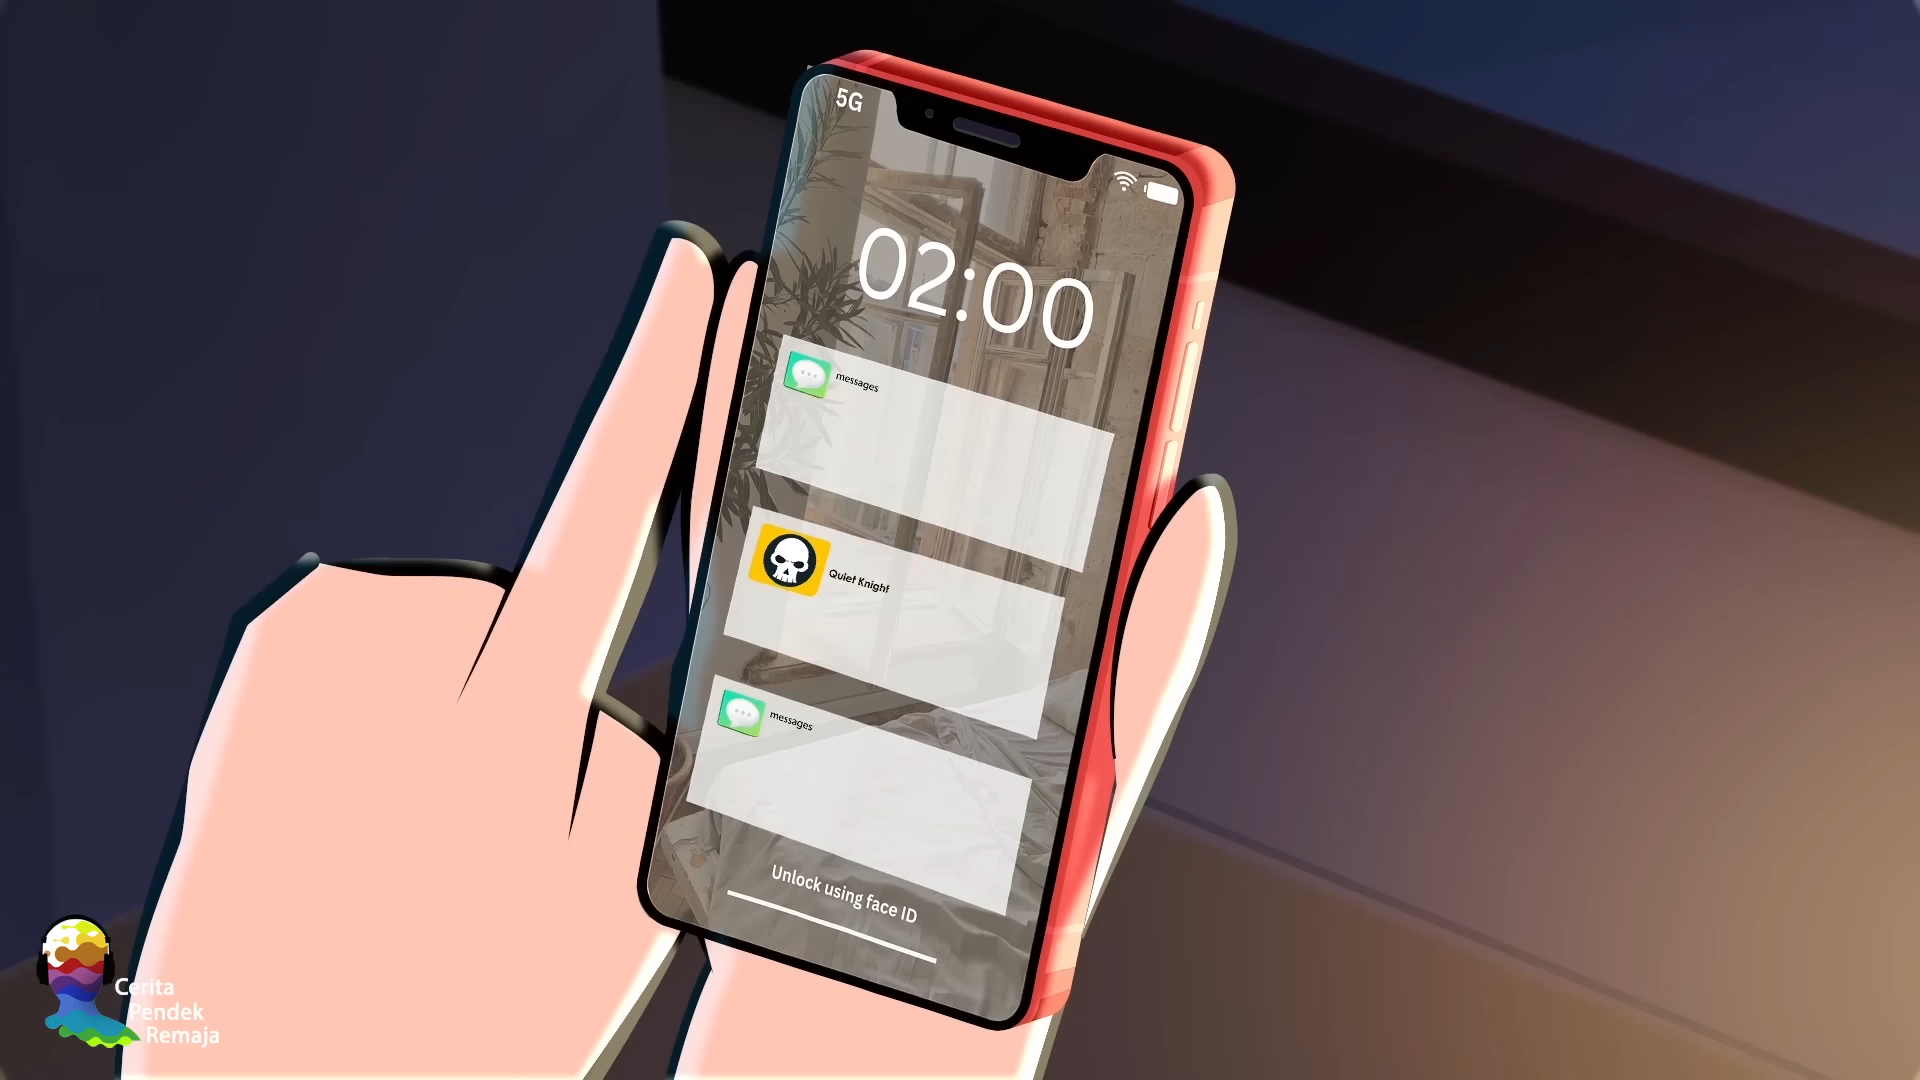 5G
02:00
messages
Quiet Knight
messages
Unlock using face ID
Cerita
Pendek
Remaja